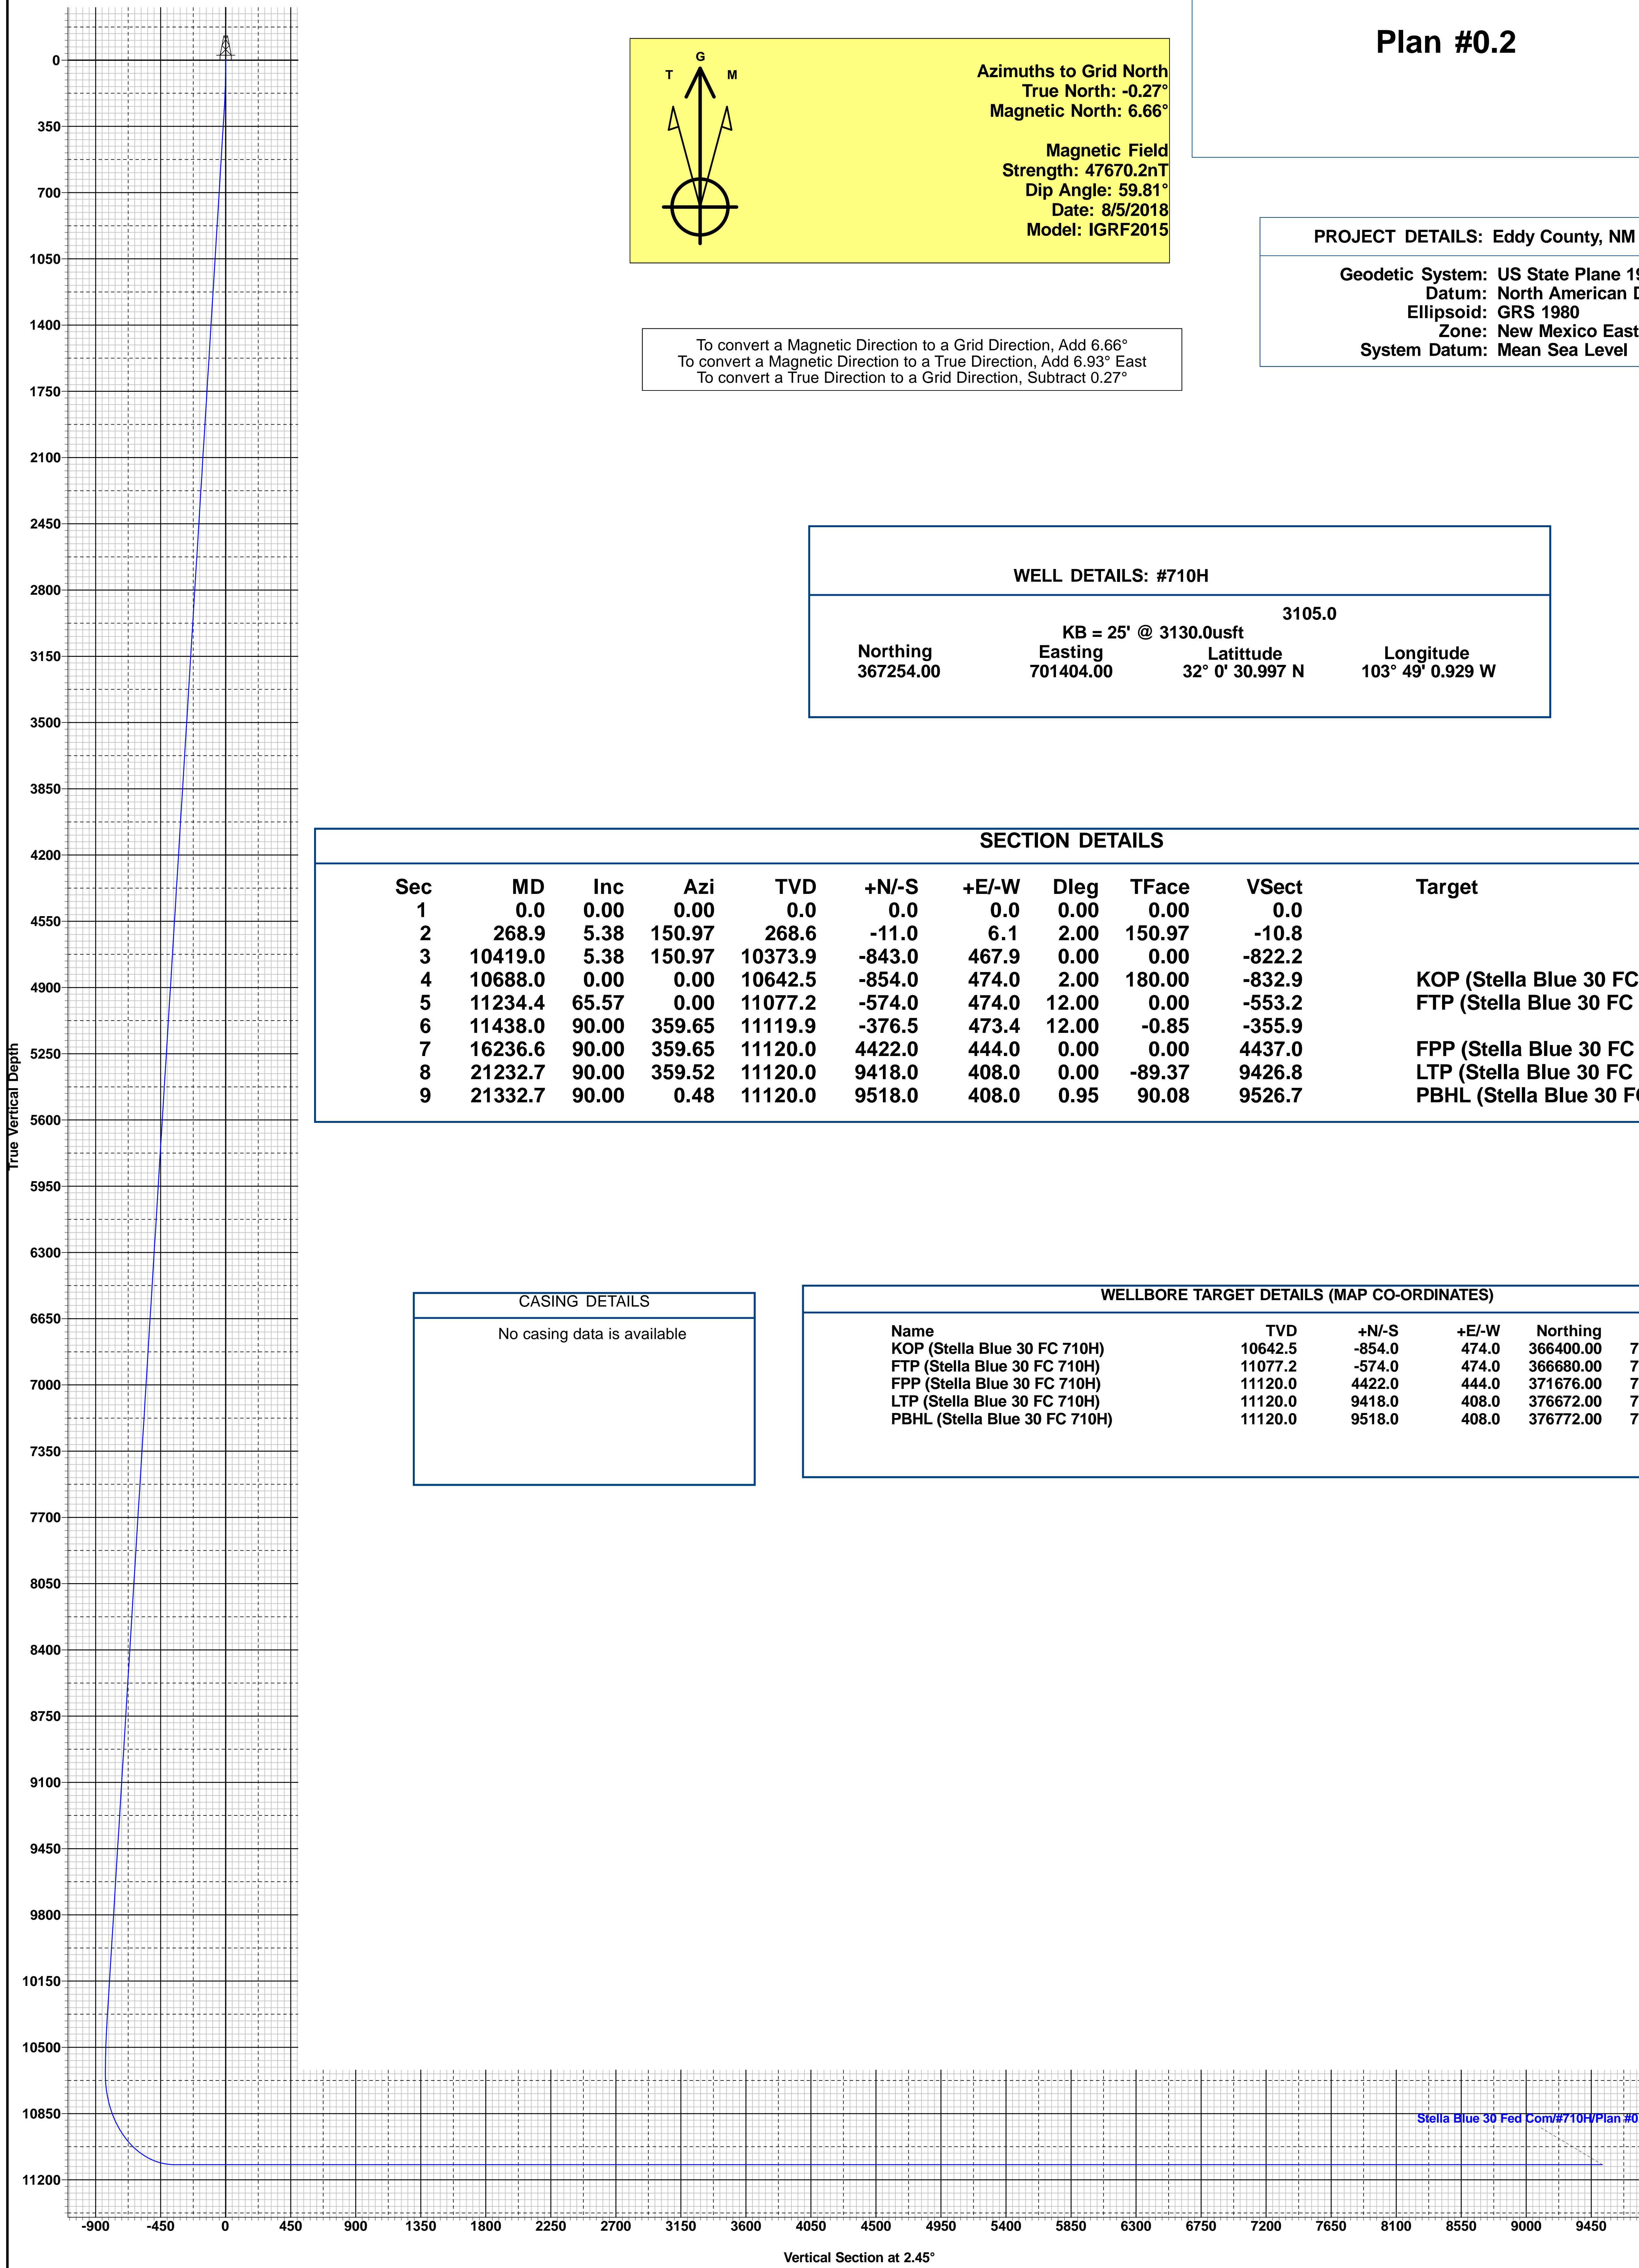 Plan #0.2
G
T M
Azimuths to Grid North
True North: -0.27°
Magnetic North: 6.66°
Magnetic Field
Strength: 47670.2nT
Dip Angle: 59.81°
Date: 8/5/2018
Model: IGRF2015
PROJECT DETAILS: Eddy County, NM
Geodetic System: US State Plane 19
Datum: North American D
Ellipsoid: GRS 1980
Zone: New Mexico East
System Datum: Mean Sea Level
To convert a Magnetic Direction to a Grid Direction, Add 6.66°
To convert a Magnetic Direction to a True Direction, Add 6.93° East
To convert a True Direction to a Grid Direction, Subtract 0.27°
WELL DETAILS: #710H
3105.0
KB = 25' @ 3130.0usft
Northing Easting Latittude Longitude
367254.00 701404.00 32° 0' 30.997 N 103° 49' 0.929 W
SECTION DETAILS
Sec MD Inc Azi TVD +N/-S +E/-W Dleg TFace VSect Target
1 0.0 0.00 0.00 0.0 0.0 0.0 0.00 0.00 0.0
2 268.9 5.38 150.97 268.6 -11.0 6.1 2.00 150.97 -10.8
3 10419.0 5.38 150.97 10373.9 -843.0 467.9 0.00 0.00 -822.2
4 10688.0 0.00 0.00 10642.5 -854.0 474.0 2.00 180.00 -832.9 KOP (Stella Blue 30 FC
5 11234.4 65.57 0.00 11077.2 -574.0 474.0 12.00 0.00 -553.2 FTP (Stella Blue 30 FC
6 11438.0 90.00 359.65 11119.9 -376.5 473.4 12.00 -0.85 -355.9
7 16236.6 90.00 359.65 11120.0 4422.0 444.0 0.00 0.00 4437.0 FPP (Stella Blue 30 FC
8 21232.7 90.00 359.52 11120.0 9418.0 408.0 0.00 -89.37 9426.8 LTP (Stella Blue 30 FC
9 21332.7 90.00 0.48 11120.0 9518.0 408.0 0.95 90.08 9526.7 PBHL (Stella Blue 30 FC
CASING DETAILS
No casing data is available
WELLBORE TARGET DETAILS (MAP CO-ORDINATES)
Name TVD +N/-S +E/-W Northing
KOP (Stella Blue 30 FC 710H) 10642.5 -854.0 474.0 366400.00 7
FTP (Stella Blue 30 FC 710H) 11077.2 -574.0 474.0 366680.00 7
FPP (Stella Blue 30 FC 710H) 11120.0 4422.0 444.0 371676.00 7
LTP (Stella Blue 30 FC 710H) 11120.0 9418.0 408.0 376672.00 7
PBHL (Stella Blue 30 FC 710H) 11120.0 9518.0 408.0 376772.00 7
True Vertical Depth
0
350
700
1050
1400
1750
2100
2450
2800
3150
3500
3850
4200
4550
4900
5250
5600
5950
6300
6650
7000
7350
7700
8050
8400
8750
9100
9450
9800
10150
10500
10850
11200
Stella Blue 30 Fed Com/#710H/Plan #0
-900 -450 0 450 900 1350 1800 2250 2700 3150 3600 4050 4500 4950 5400 5850 6300 6750 7200 7650 8100 8550 9000 9450
Vertical Section at 2.45°